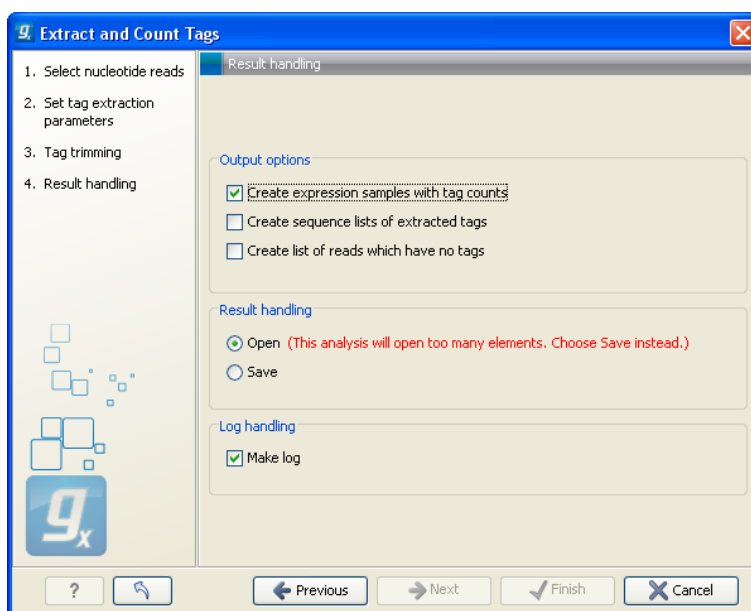 gx Extract and Count Tags
1. Select nucleotide reads
2. Set tag extraction
parameters
3. Tag trimming
4. Result handling
Result handling
Output options
Create expression samples with tag counts
Create sequence lists of extracted tags
Create list of reads which have no tags
Result handling
Open (This analysis will open too many elements. Choose Save instead.)
Save
Log handling
Make log
gx
?
Previous
Next
Finish
Cancel